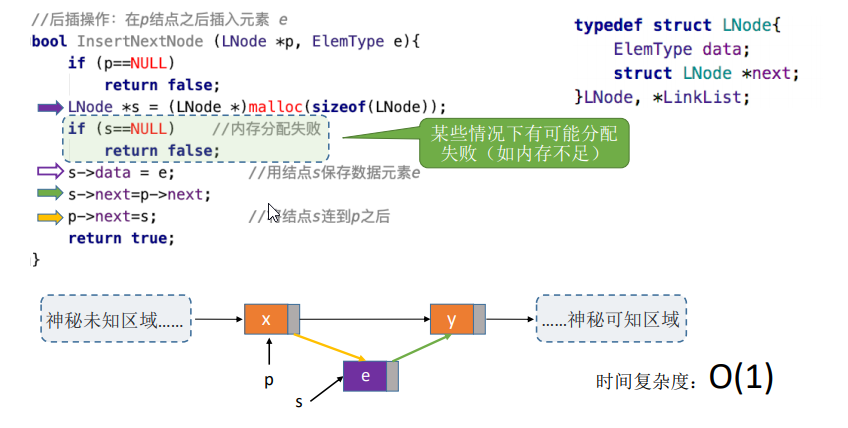 //后插操作：在p结点之后插入元素 e
bool InsertNextNode (LNode *p, ElemType e){
if (p==NULL)
return false;
LNode *s = (LNode *)malloc(sizeof(LNode));
if (s==NULL) //内存分配失败
return false;
s->data = e; //用结点s保存数据元素e
s->next=p->next;
p->next=s; //结点s连到p之后
return true;
}
typedef struct LNode{
ElemType data;
struct LNode *next;
}LNode, *LinkList;
某些情况下有可能分配
失败（如内存不足）
神秘未知区域......
x
y
......神秘可知区域
p
e
s
时间复杂度：O(1)